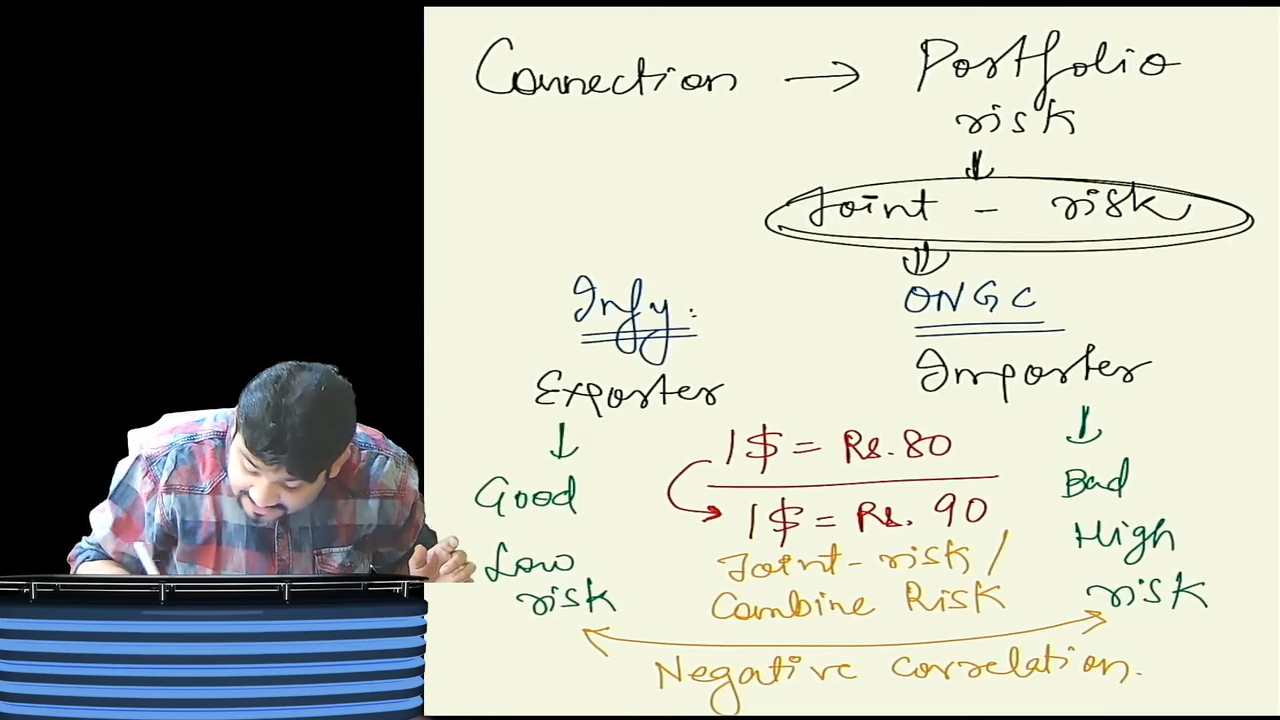 Connection → Portfolio
risk
Joint - risk
Infy: ONGC
Exporter Importer
1$ = Rs. 80
Good Bad
1$ = Rs. 90
Low High
risk risk
Joint-risk /
Combine Risk
Negative correlation.